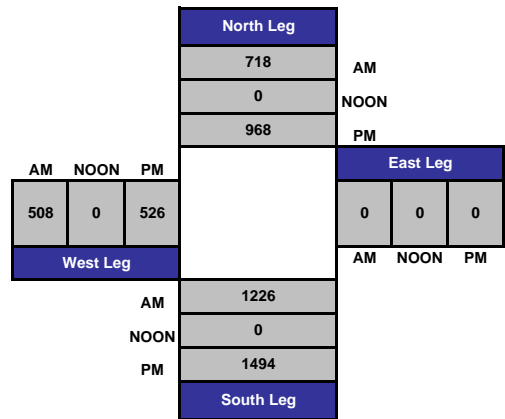 North Leg
718 AM
0 NOON
968 PM
AM NOON PM
East Leg
508 0 526
0 0 0
West Leg
AM NOON PM
AM 1226
NOON 0
PM 1494
South Leg